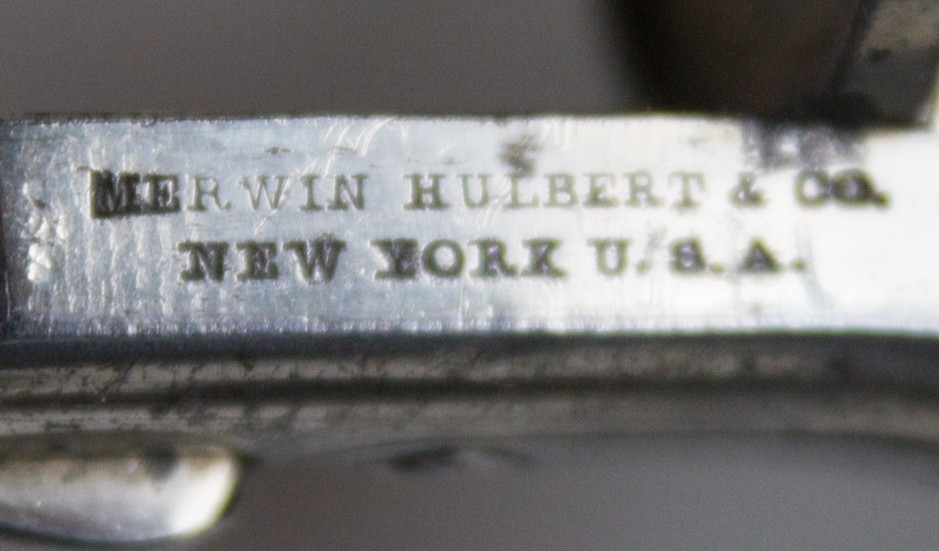 MERWIN HULBERT & CO.
NEW YORK U.S.A.